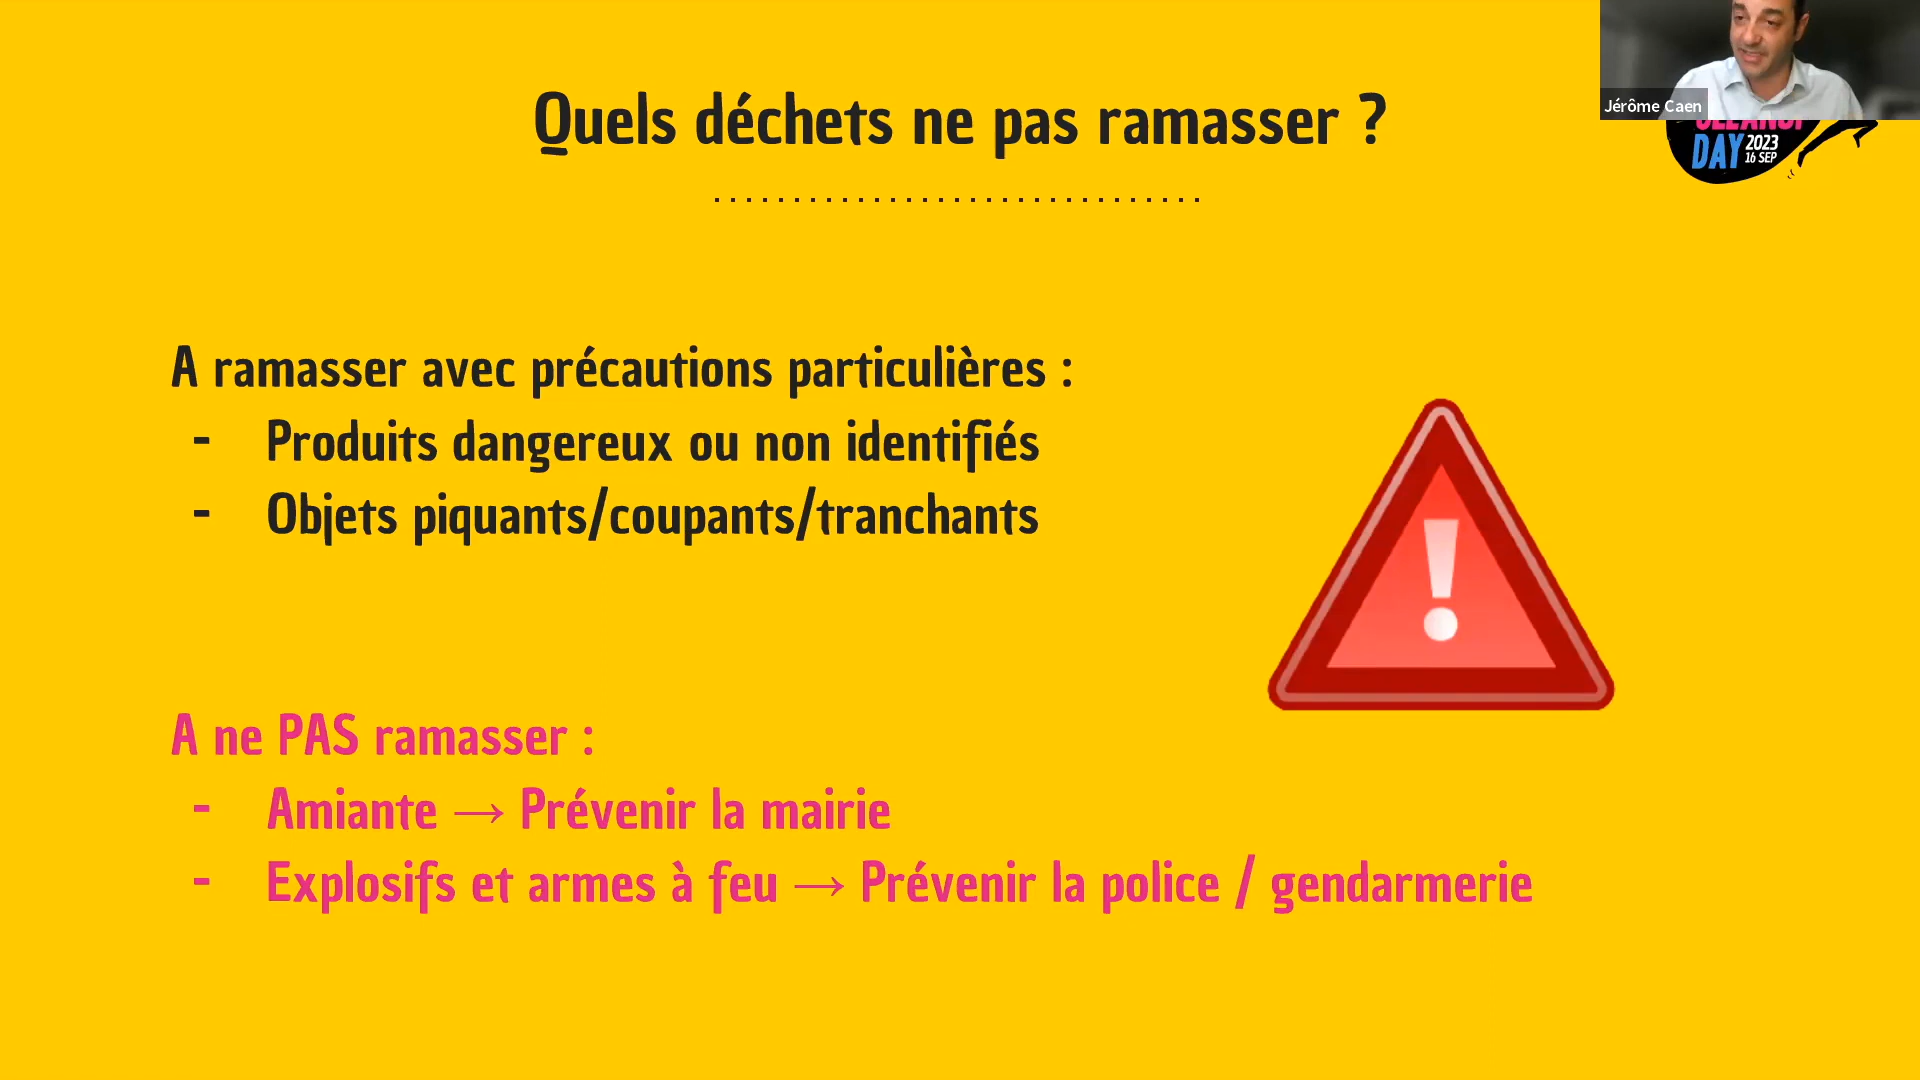 Quels déchets ne pas ramasser ?
Jérôme Caen
DAY 2023
16 SEP
A ramasser avec précautions particulières :
- Produits dangereux ou non identifiés
- Objets piquants/coupants/tranchants
A ne PAS ramasser :
- Amiante → Prévenir la mairie
- Explosifs et armes à feu → Prévenir la police / gendarmerie